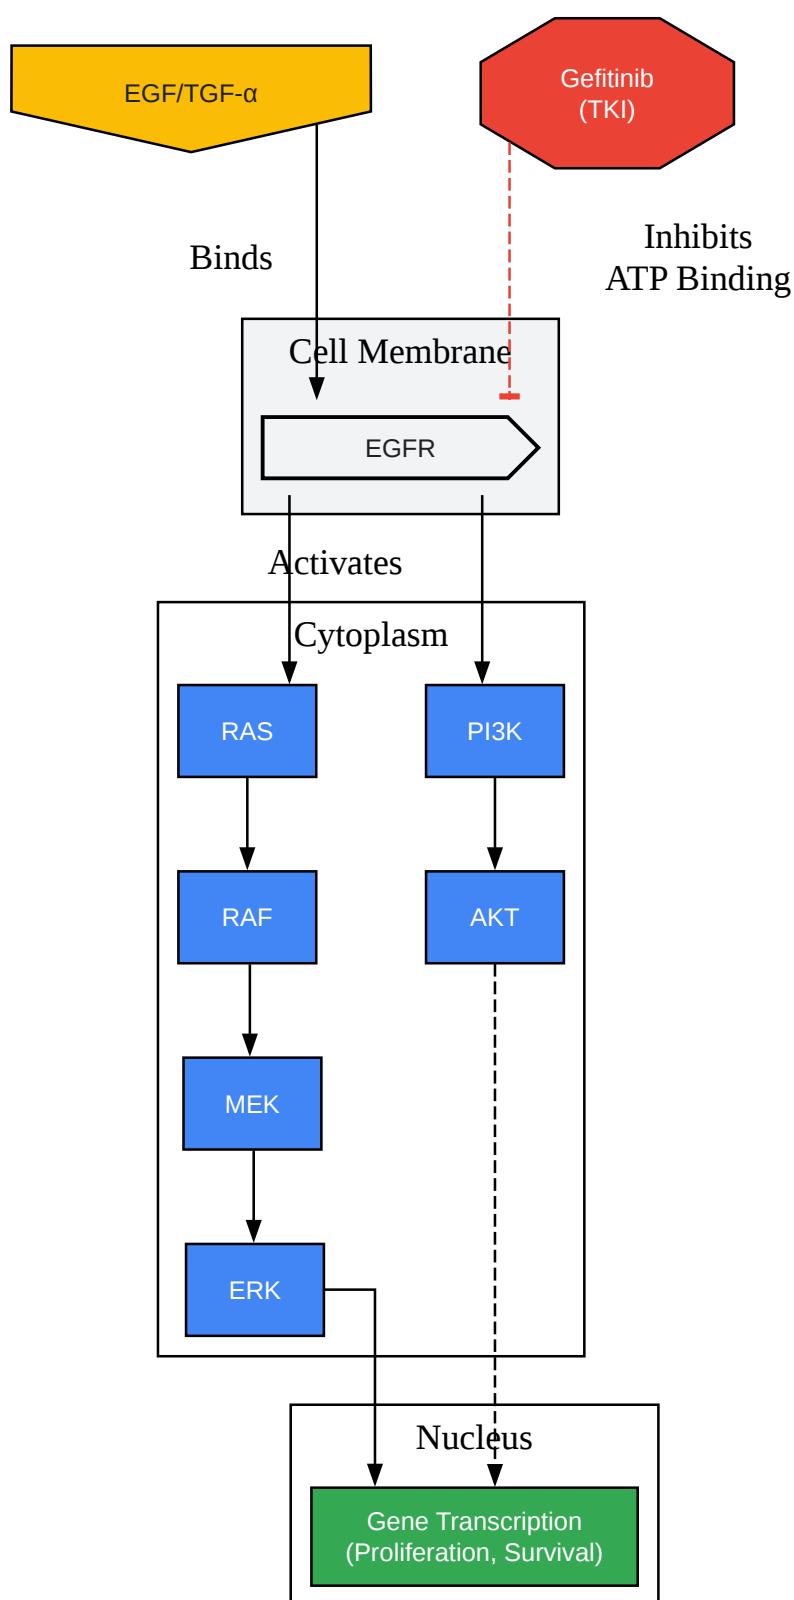 EGF/TGF-α
Gefitinib
(TKI)
Binds
Inhibits
ATP Binding
Cell Membrane
EGFR
Activates
Cytoplasm
RAS
PI3K
RAF
AKT
MEK
ERK
Nucleus
Gene Transcription
(Proliferation, Survival)